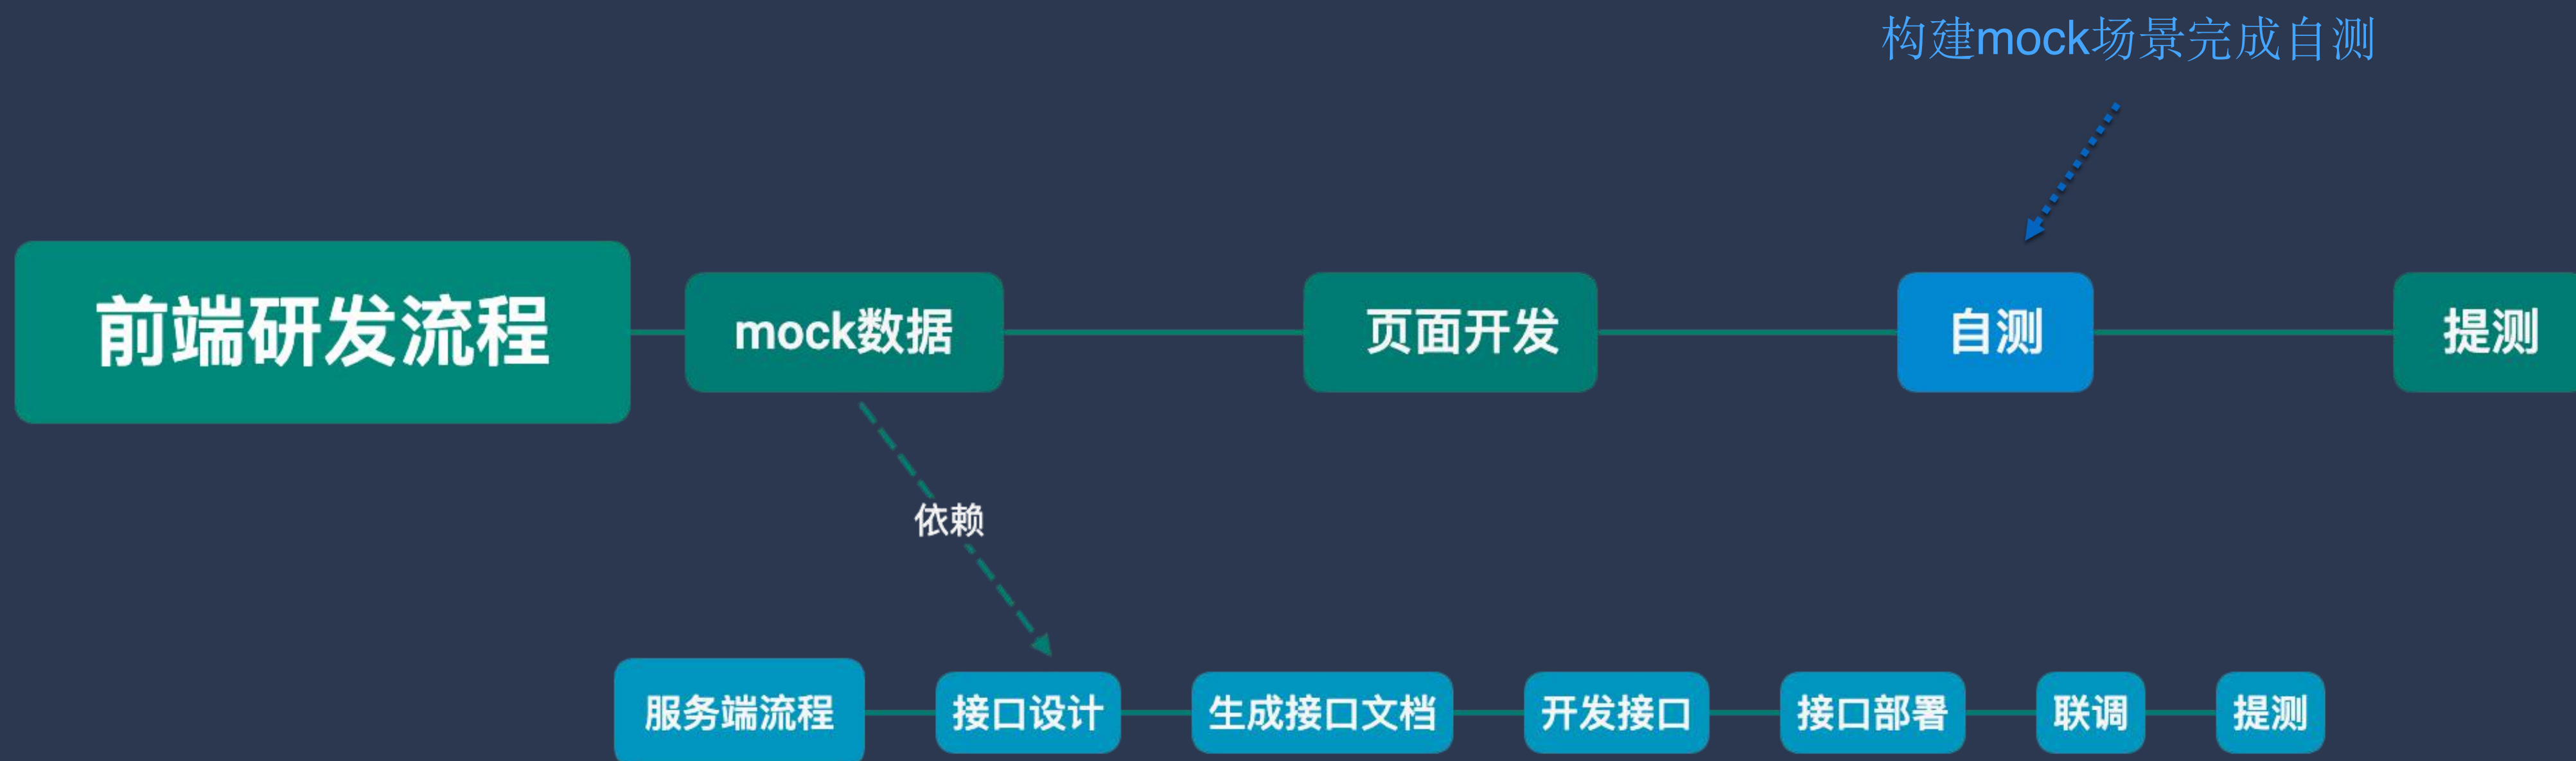 构建mock场景完成自测
前端研发流程
mock数据
页面开发
自测
提测
依赖
服务端流程
接口设计
生成接口文档
开发接口
接口部署
联调
提测